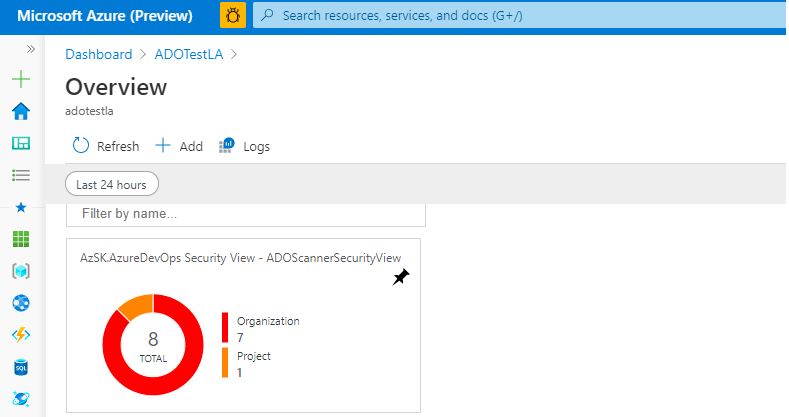 Microsoft Azure (Preview)
Search resources, services, and docs (G+/)
Dashboard > ADOTestLA >
Overview
adotestla
Refresh
Add
Logs
Last 24 hours
Filter by name...
AzSK.AzureDevOps Security View - ADOScannerSecurityView
8
TOTAL
Organization
7
Project
1
SQL